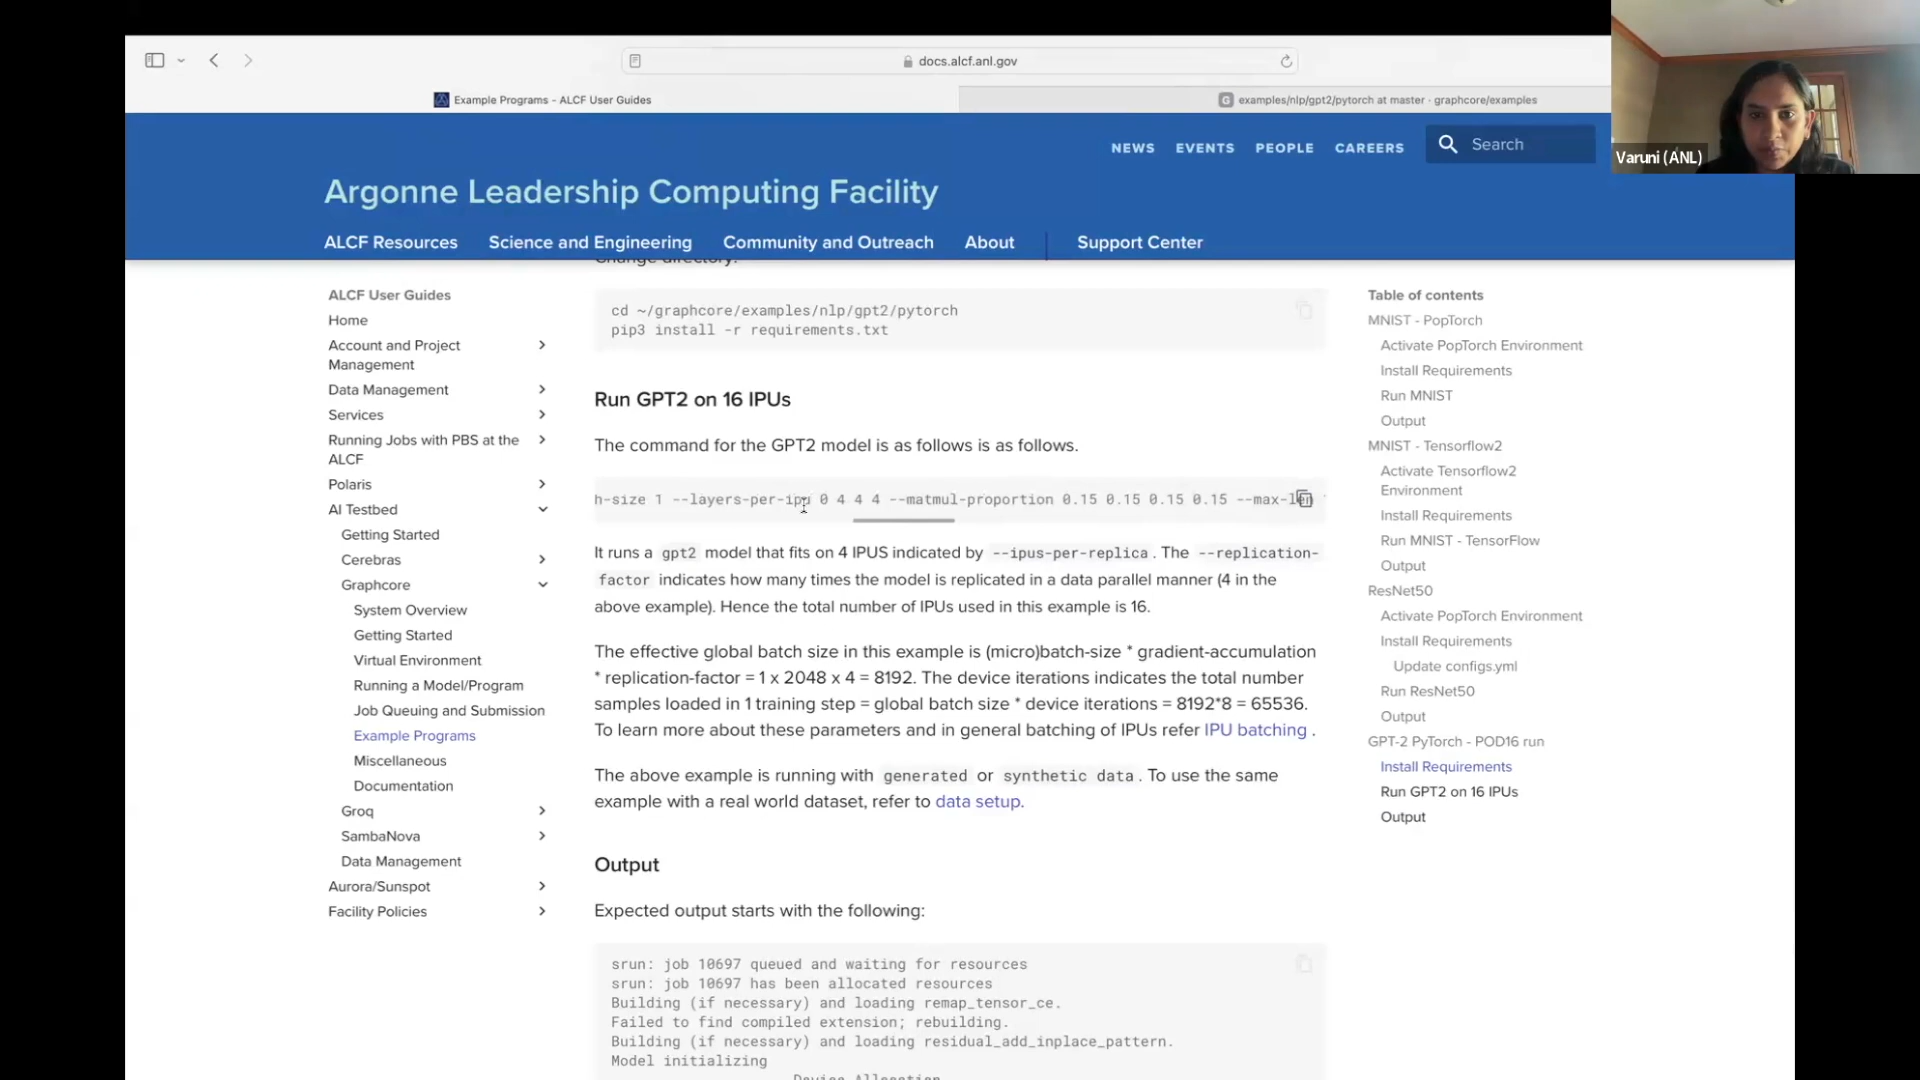 docs.alcf.anl.gov
Example Programs - ALCF User Guides
examples/nlp/gpt2/pytorch at master · graphcore/examples
Varuni (ANL)
NEWS EVENTS PEOPLE CAREERS
Search
Argonne Leadership Computing Facility
ALCF Resources Science and Engineering Community and Outreach About Support Center
ALCF User Guides
Home
Account and Project
Management
Data Management
Services
Running Jobs with PBS at the
ALCF
Polaris
AI Testbed
Getting Started
Cerebras
Graphcore
System Overview
Getting Started
Virtual Environment
Running a Model/Program
Job Queuing and Submission
Example Programs
Miscellaneous
Documentation
Groq
SambaNova
Data Management
Aurora/Sunspot
Facility Policies
Change directory:
cd ~/graphcore/examples/nlp/gpt2/pytorch
pip3 install -r requirements.txt
Run GPT2 on 16 IPUs
The command for the GPT2 model is as follows is as follows.
h-size 1 --layers-per-ipu 0 4 4 4 --matmul-proportion 0.15 0.15 0.15 0.15 --max-len
It runs a gpt2 model that fits on 4 IPUS indicated by --ipus-per-replica. The --replication-
factor indicates how many times the model is replicated in a data parallel manner (4 in the
above example). Hence the total number of IPUs used in this example is 16.
The effective global batch size in this example is (micro)batch-size * gradient-accumulation
* replication-factor = 1 x 2048 x 4 = 8192. The device iterations indicates the total number
samples loaded in 1 training step = global batch size * device iterations = 8192*8 = 65536.
To learn more about these parameters and in general batching of IPUs refer IPU batching .
The above example is running with generated or synthetic data. To use the same
example with a real world dataset, refer to data setup.
Output
Expected output starts with the following:
srun: job 10697 queued and waiting for resources
srun: job 10697 has been allocated resources
Building (if necessary) and loading remap_tensor_ce.
Failed to find compiled extension; rebuilding.
Building (if necessary) and loading residual_add_inplace_pattern.
Model initializing
Device Allocation
Table of contents
MNIST - PopTorch
Activate PopTorch Environment
Install Requirements
Run MNIST
Output
MNIST - Tensorflow2
Activate Tensorflow2
Environment
Install Requirements
Run MNIST - TensorFlow
Output
ResNet50
Activate PopTorch Environment
Install Requirements
Update configs.yml
Run ResNet50
Output
GPT-2 PyTorch - POD16 run
Install Requirements
Run GPT2 on 16 IPUs
Output